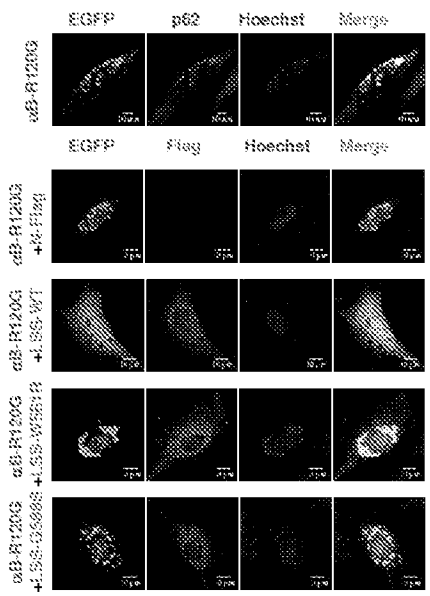 EGFP p62 Hoechst Merge
αB-R120G
EGFP Flag Hoechst Merge
αB-R120G
+N-Flag
αB-R120G
+LSS-WT
αB-R120G
+LSS-W581R
αB-R120G
+LSS-G588S